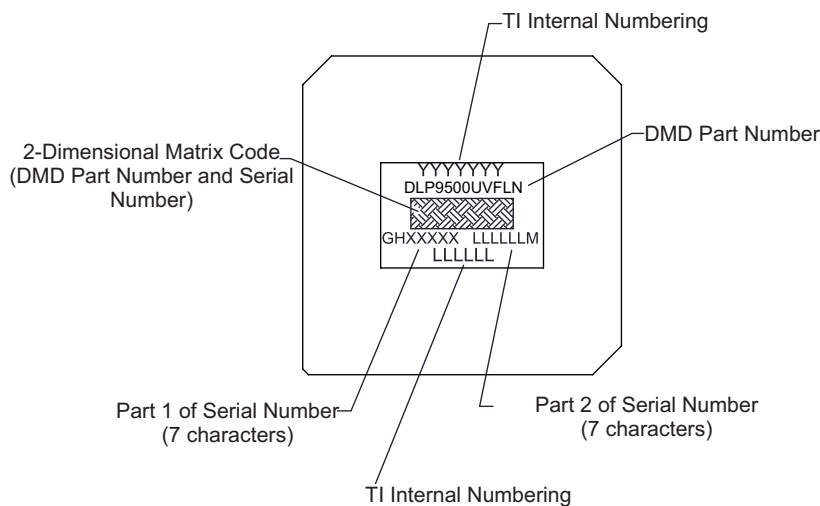 TI Internal Numbering
2-Dimensional Matrix Code
(DMD Part Number and Serial
Number)
DMD Part Number
YYYYYYY
DLP9500UVFLN
GHXXXXX LLLLLLM
LLLLLL
Part 1 of Serial Number
(7 characters)
Part 2 of Serial Number
(7 characters)
TI Internal Numbering